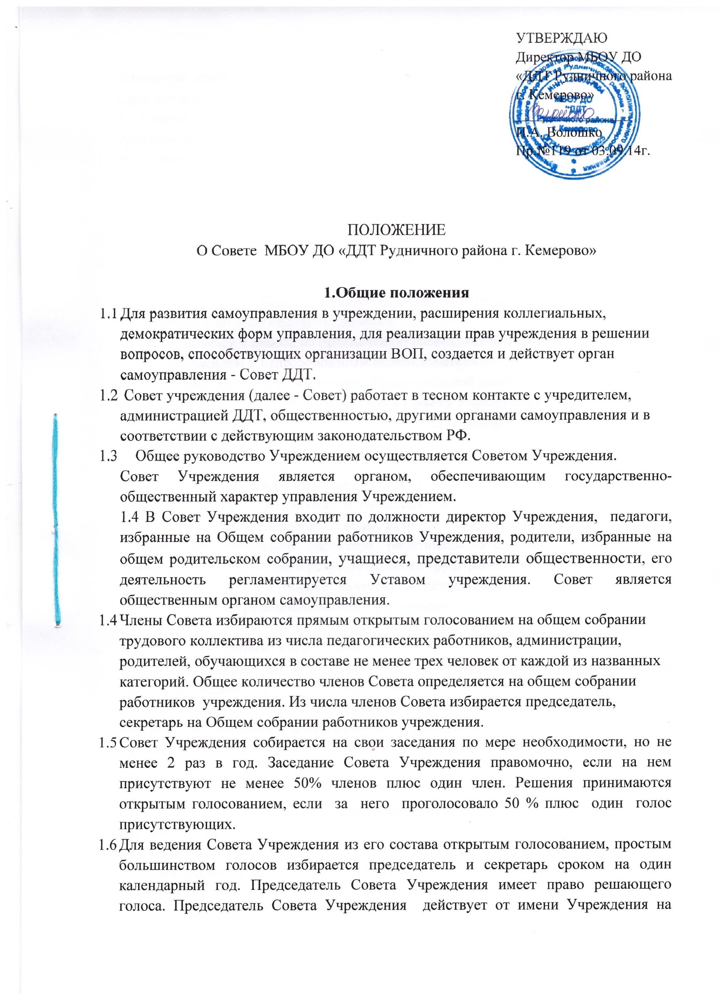 УТВЕРЖДАЮ
Директор МБОУ ДО
«ДДТ Рудничного района
г. Кемерово»
МБОУ ДО
"ДДТ
Рудничного района
г. Кемерово
И.А. Волошко
Пр.№119 от 03.09.14г.
ПОЛОЖЕНИЕ
О Совете МБОУ ДО «ДДТ Рудничного района г. Кемерово»
1.Общие положения
1.1 Для развития самоуправления в учреждении, расширения коллегиальных,
демократических форм управления, для реализации прав учреждения в решении
вопросов, способствующих организации ВОП, создается и действует орган
самоуправления - Совет ДДТ.
1.2 Совет учреждения (далее - Совет) работает в тесном контакте с учредителем,
администрацией ДДТ, общественностью, другими органами самоуправления и в
соответствии с действующим законодательством РФ.
1.3 Общее руководство Учреждением осуществляется Советом Учреждения.
Совет Учреждения является органом, обеспечивающим государственно-
общественный характер управления Учреждением.
1.4 В Совет Учреждения входит по должности директор Учреждения, педагоги,
избранные на Общем собрании работников Учреждения, родители, избранные на
общем родительском собрании, учащиеся, представители общественности, его
деятельность регламентируется Уставом учреждения. Совет является
общественным органом самоуправления.
1.4 Члены Совета избираются прямым открытым голосованием на общем собрании
трудового коллектива из числа педагогических работников, администрации,
родителей, обучающихся в составе не менее трех человек от каждой из названных
категорий. Общее количество членов Совета определяется на общем собрании
работников учреждения. Из числа членов Совета избирается председатель,
секретарь на Общем собрании работников учреждения.
1.5 Совет Учреждения собирается на свои заседания по мере необходимости, но не
менее 2 раз в год. Заседание Совета Учреждения правомочно, если на нем
присутствуют не менее 50% членов плюс один член. Решения принимаются
открытым голосованием, если за него проголосовало 50 % плюс один голос
присутствующих.
1.6 Для ведения Совета Учреждения из его состава открытым голосованием, простым
большинством голосов избирается председатель и секретарь сроком на один
календарный год. Председатель Совета Учреждения имеет право решающего
голоса. Председатель Совета Учреждения действует от имени Учреждения на